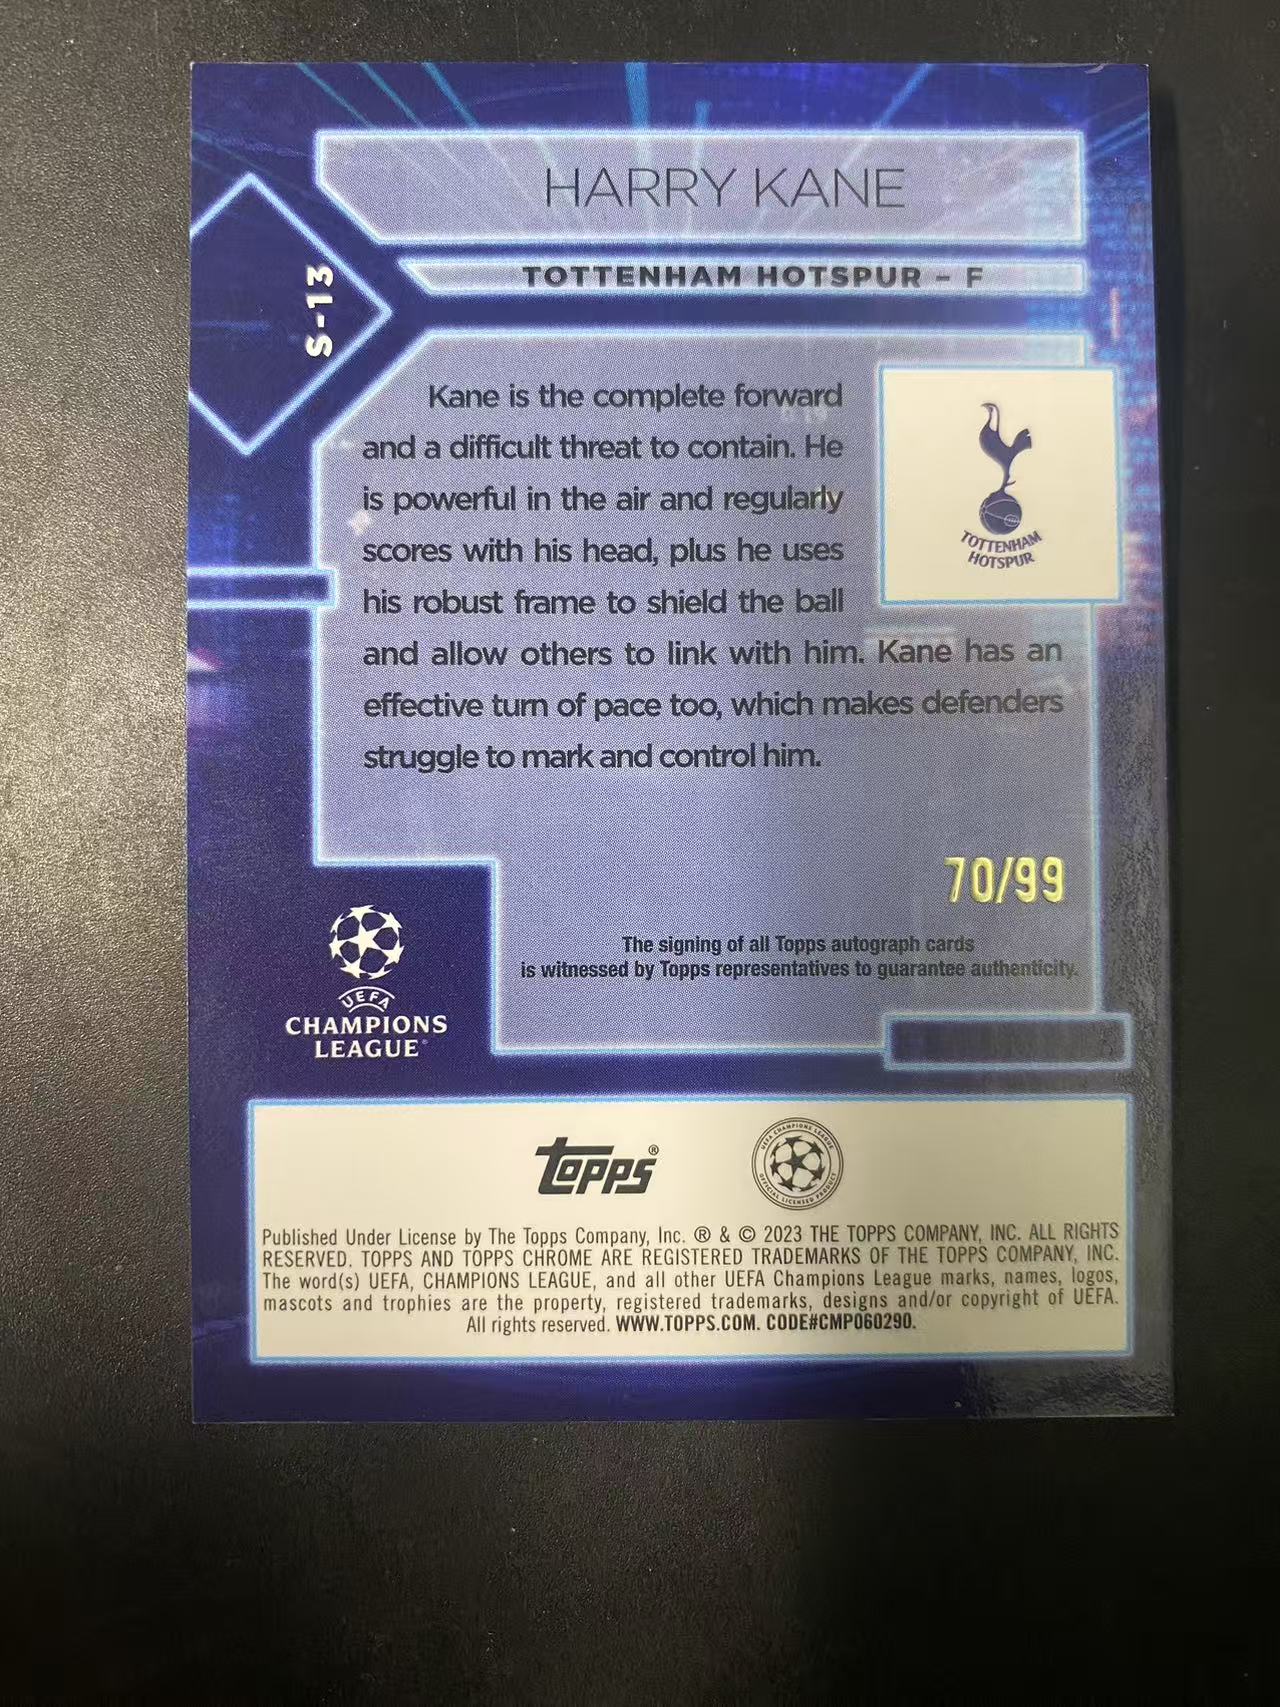 HARRY KANE
TOTTENHAM HOTSPUR – F
S-13
Kane is the complete forward
and a difficult threat to contain. He
is powerful in the air and regularly
scores with his head, plus he uses
his robust frame to shield the ball
and allow others to link with him. Kane has an
effective turn of pace too, which makes defenders
struggle to mark and control him.
TOTTENHAM
HOTSPUR
70/99
The signing of all Topps autograph cards
is witnessed by Topps representatives to guarantee authenticity.
UEFA
CHAMPIONS
LEAGUE®
Topps®
UEFA CHAMPIONS LEAGUE
OFFICIAL LICENSED PRODUCT
Published Under License by The Topps Company, Inc. ® & © 2023 THE TOPPS COMPANY, INC. ALL RIGHTS
RESERVED. TOPPS AND TOPPS CHROME ARE REGISTERED TRADEMARKS OF THE TOPPS COMPANY, INC.
The word(s) UEFA, CHAMPIONS LEAGUE, and all other UEFA Champions League marks, names, logos,
mascots and trophies are the property, registered trademarks, designs and/or copyright of UEFA.
All rights reserved. WWW.TOPPS.COM. CODE#CMP060290.